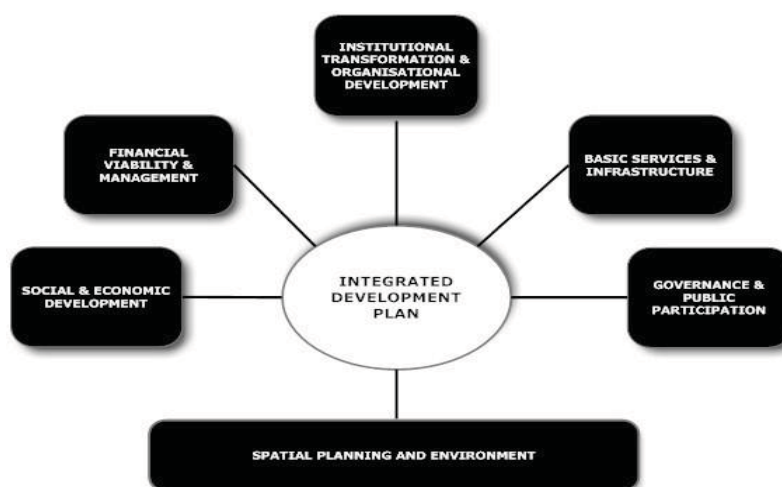 INSTITUTIONAL
TRANSFORMATION &
ORGANISATIONAL
DEVELOPMENT
FINANCIAL
VIABILITY &
MANAGEMENT
BASIC SERVICES &
INFRASTRUCTURE
SOCIAL & ECONOMIC
DEVELOPMENT
INTEGRATED
DEVELOPMENT
PLAN
GOVERNANCE &
PUBLIC
PARTICIPATION
SPATIAL PLANNING AND ENVIRONMENT